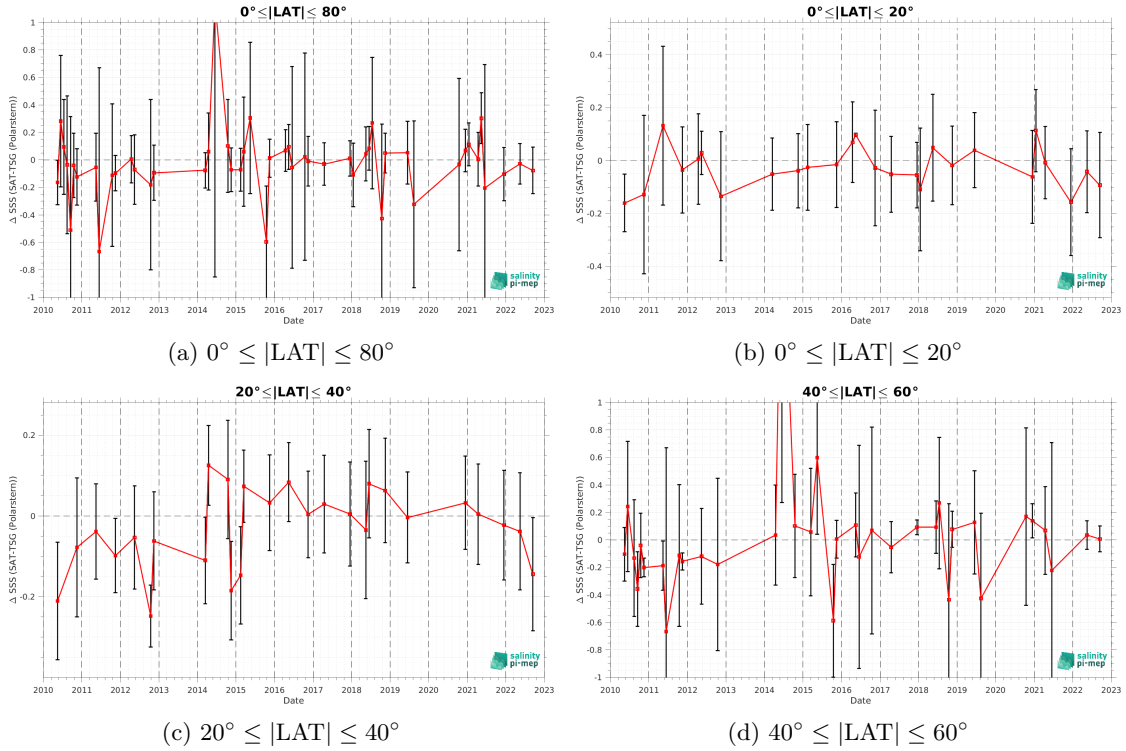 0°≤|LAT|≤ 80°
Δ SSS (SAT-TSG (Polarstern))
1
0.8
0.6
0.4
0.2
0
-0.2
-0.4
-0.6
-0.8
-1
2010 2011 2012 2013 2014 2015 2016 2017 2018 2019 2020 2021 2022 2023
Date
salinity
pi-mep
(a) 0° ≤ |LAT| ≤ 80°
0°≤|LAT|≤ 20°
Δ SSS (SAT-TSG (Polarstern))
0.4
0.2
0
-0.2
-0.4
2010 2011 2012 2013 2014 2015 2016 2017 2018 2019 2020 2021 2022 2023
Date
salinity
pi-mep
(b) 0° ≤ |LAT| ≤ 20°
20°≤|LAT|≤ 40°
Δ SSS (SAT-TSG (Polarstern))
0.2
0
-0.2
2010 2011 2012 2013 2014 2015 2016 2017 2018 2019 2020 2021 2022 2023
Date
salinity
pi-mep
(c) 20° ≤ |LAT| ≤ 40°
40°≤|LAT|≤ 60°
Δ SSS (SAT-TSG (Polarstern))
1
0.8
0.6
0.4
0.2
0
-0.2
-0.4
-0.6
-0.8
-1
2010 2011 2012 2013 2014 2015 2016 2017 2018 2019 2020 2021 2022 2023
Date
salinity
pi-mep
(d) 40° ≤ |LAT| ≤ 60°